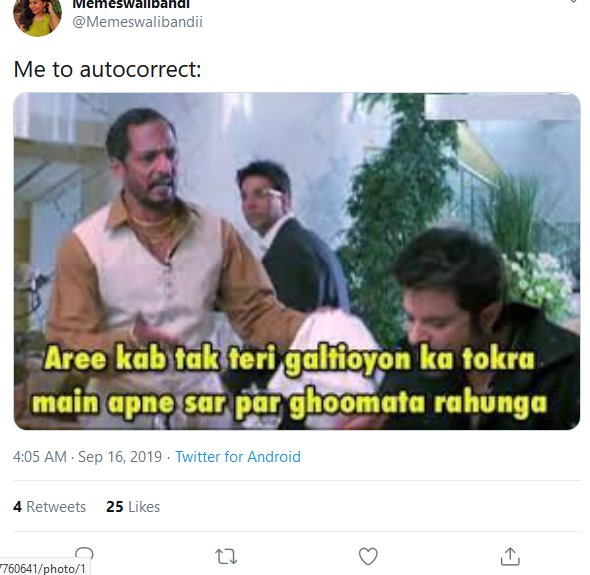 Memeswalibandi
@Memeswalibandii
Me to autocorrect:
Aree kab tak teri galtioyon ka tokra
main apne sar par ghoomata rahunga
4:05 AM · Sep 16, 2019 · Twitter for Android
4 Retweets 25 Likes
7760641/photo/1